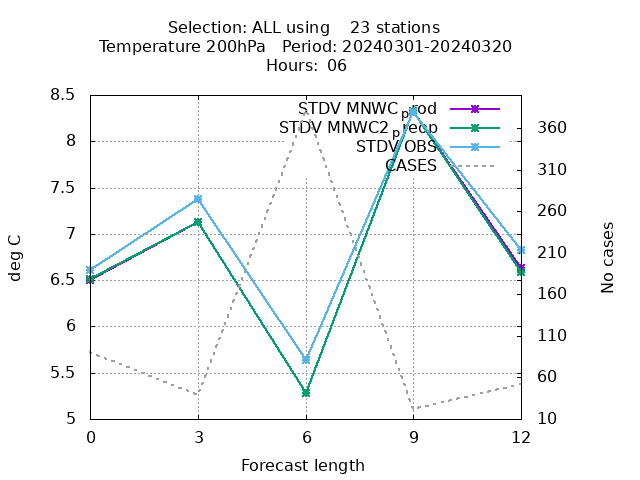 Selection: ALL using 23 stations
Temperature 200hPa Period: 20240301-20240320
Hours: 06
STDV MNWC prod
STDV MNWC2 preop
STDV OBS
CASES
8.5
8
7.5
7
6.5
6
5.5
5
360
310
260
210
160
110
60
10
deg C
No cases
0 3 6 9 12
Forecast length